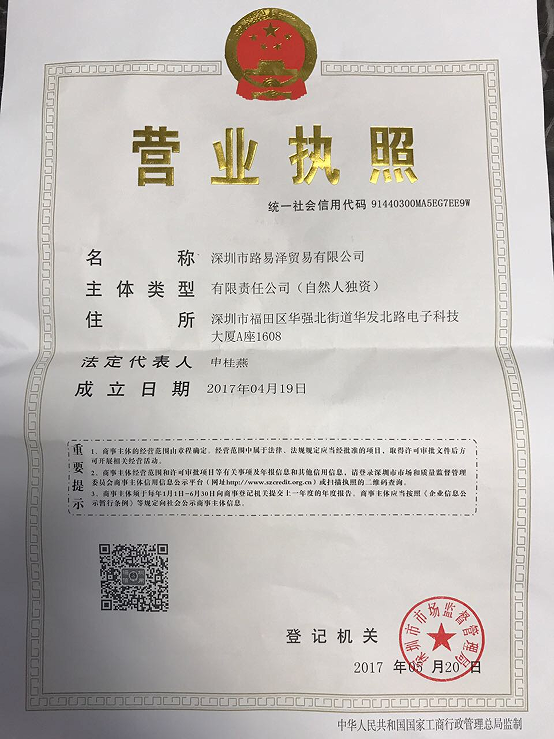 营业执照
统一社会信用代码 91440300MA5EG7EE9W
名称 深圳市路易泽贸易有限公司
主体类型 有限责任公司（自然人独资）
住所 深圳市福田区华强北街道华发北路电子科技
大厦A座1608
法定代表人 申桂燕
成立日期 2017年04月19日
重要提示
1、商事主体的经营范围由章程确定。经营范围中属于法律、法规规定应当经批准的项目，取得许可审批文件后方
可开展相关经营活动。
2、商事主体经营范围和许可审批项目等有关事项及年报信息和其他信用信息，请登录深圳市市场和质量监督管理
委员会商事主体信用信息公示平台（网址http://www.szcredit.org.cn）或扫描执照的二维码查询。
3、商事主体须于每年1月1日-6月30日向商事登记机关提交上一年度的年度报告。商事主体应当按照《企业信息公
示暂行条例》等规定向社会公示商事主体信息。
登记机关
深圳市市场监督管理局
2017 年05 月20 日
中华人民共和国国家工商行政管理总局监制